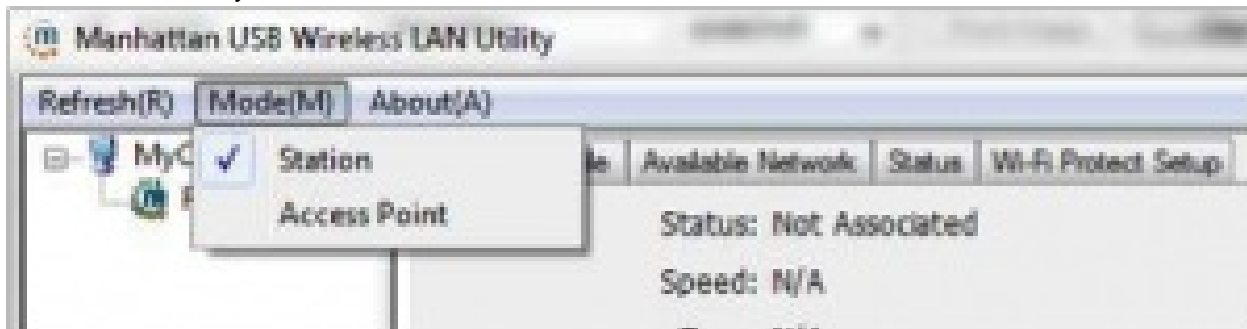 Manhattan USB Wireless LAN Utility
Refresh(R) Mode(M) About(A)
Station
Available Network Status Wi-Fi Protect Setup
Access Point
Status: Not Associated
Speed: N/A